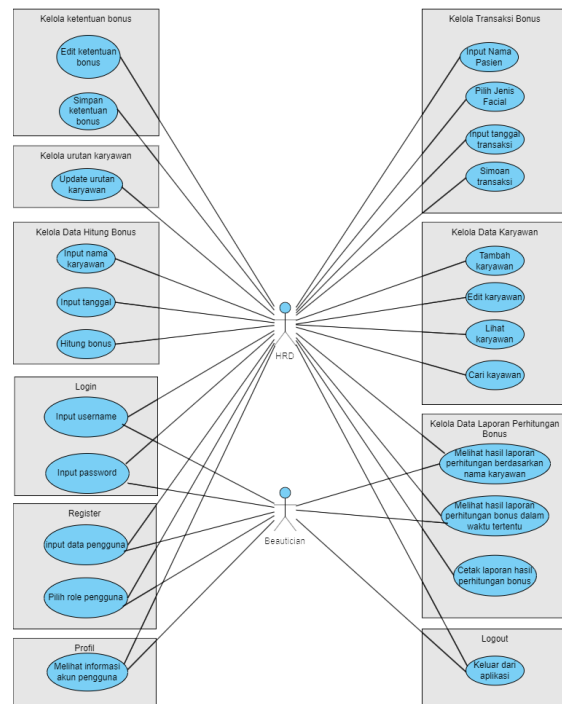 Kelola ketentuan bonus
Edit ketentuan
bonus
Simpan
ketentuan
bonus
Kelola urutan karyawan
Update urutan
karyawan
Kelola Data Hitung Bonus
Input nama
karyawan
Input tanggal
Hitung bonus
Login
Input username
Input password
Register
input data pengguna
Pilih role pengguna
Profil
Melihat informasi
akun pengguna
HRD
Beautician
Kelola Transaksi Bonus
Input Nama
Pasien
Pilih Jenis
Facial
Input tanggal
transaksi
Simoan
transaksi
Kelola Data Karyawan
Tambah
karyawan
Edit karyawan
Lihat
karyawan
Cari kayawan
Kelola Data Laporan Perhitungan
Bonus
Melihat hasil laporan
perhitungan berdasarkan
nama karyawan
Melihat hasil laporan
perhitungan bonus dalam
waktu tertentu
Cetak laporan hasil
perhitungan bonus
Logout
Keluar dari
aplikasi